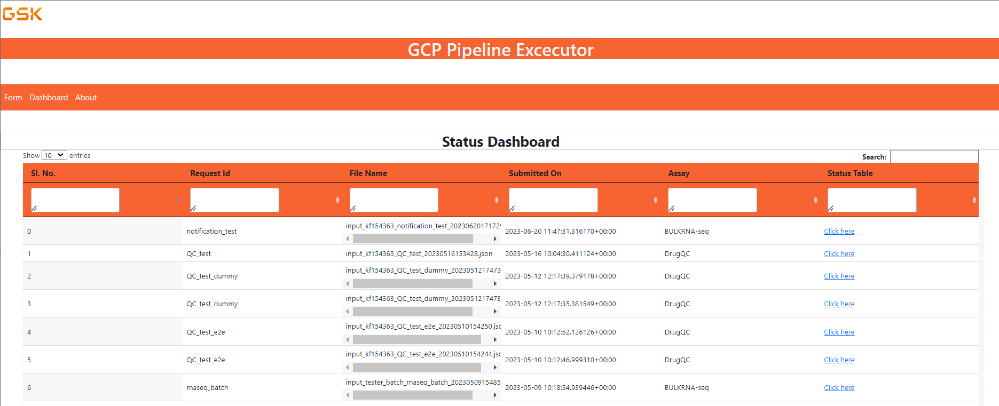 GSK
GCP Pipeline Excecutor
Form Dashboard About
Status Dashboard
Show 10 entries Search:
Sl. No. Request Id File Name Submitted On Assay Status Table
0 notification_test input_kf154363_notification_test_2023062017172 2023-06-20 11:47:31.316170+00:00 BULKRNA-seq Click here
1 QC_test input_kf154363_QC_test_20230516153428.json 2023-05-16 10:04:30.411124+00:00 DrugQC Click here
2 QC_test_dummy input_kf154363_QC_test_dummy_2023051217473 2023-05-12 12:17:39.379178+00:00 DrugQC Click here
3 QC_test_dummy input_kf154363_QC_test_dummy_2023051217473 2023-05-12 12:17:35.381549+00:00 DrugQC Click here
4 QC_test_e2e input_kf154363_QC_test_e2e_20230510154250.jso 2023-05-10 10:12:52.126126+00:00 DrugQC Click here
5 QC_test_e2e input_kf154363_QC_test_e2e_20230510154244.jso 2023-05-10 10:12:46.999310+00:00 DrugQC Click here
6 rnaseq_batch input_tester_batch_rnaseq_batch_2023050915485 2023-05-09 10:18:54.939446+00:00 BULKRNA-seq Click here